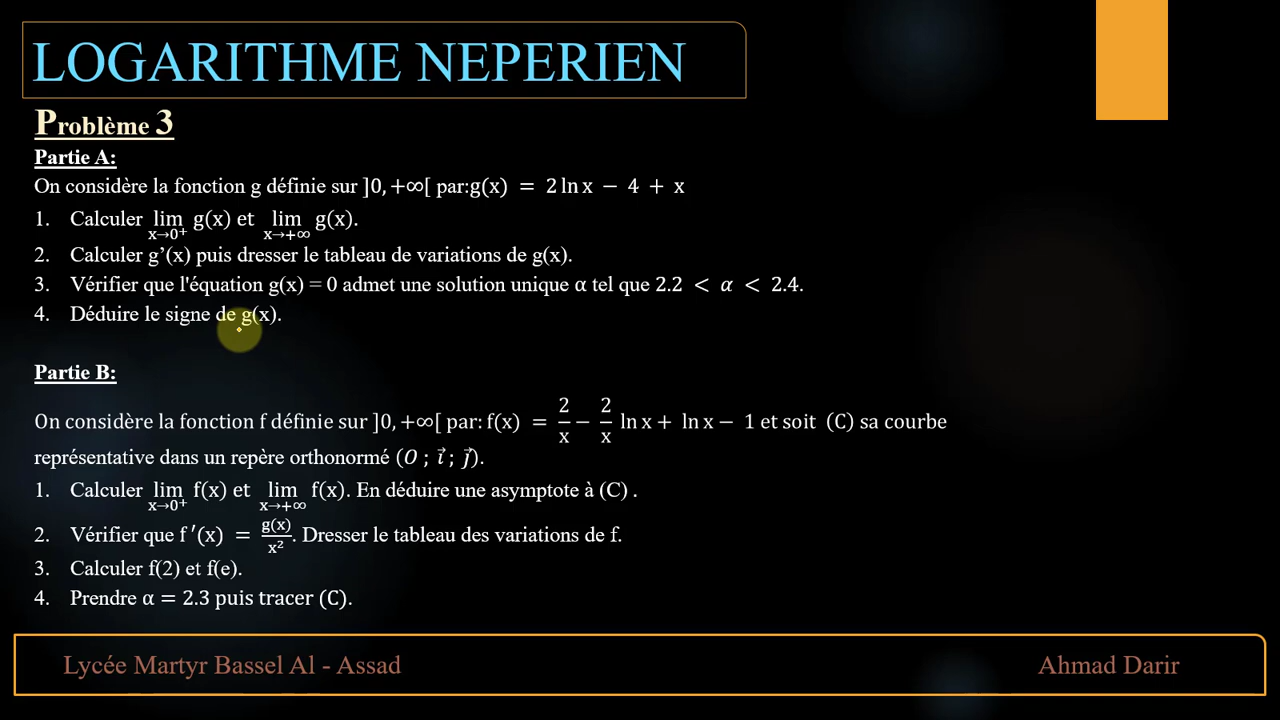 LOGARITHME NEPERIEN
Problème 3
Partie A:
On considère la fonction g définie sur ]0, +∞[ par:g(x) = 2 ln x − 4 + x
1. Calculer lim x→0⁺ g(x) et lim x→+∞ g(x).
2. Calculer g’(x) puis dresser le tableau de variations de g(x).
3. Vérifier que l'équation g(x) = 0 admet une solution unique α tel que 2.2 < α < 2.4.
4. Déduire le signe de g(x).
Partie B:
On considère la fonction f définie sur ]0, +∞[ par: f(x) = 2/x − 2/x ln x + ln x − 1 et soit (C) sa courbe
représentative dans un repère orthonormé (O ; i⃗ ; j⃗).
1. Calculer lim x→0⁺ f(x) et lim x→+∞ f(x). En déduire une asymptote à (C) .
2. Vérifier que f ′(x) = g(x)/x². Dresser le tableau des variations de f.
3. Calculer f(2) et f(e).
4. Prendre α = 2.3 puis tracer (C).
Lycée Martyr Bassel Al - Assad
Ahmad Darir